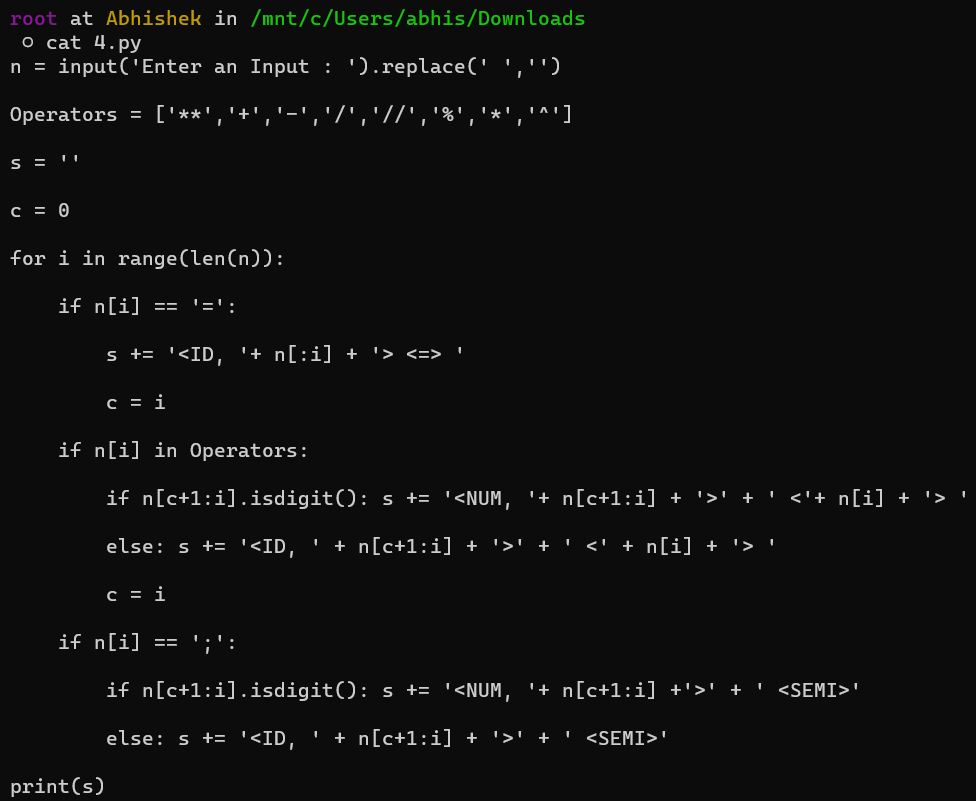 root at Abhishek in /mnt/c/Users/abhis/Downloads
○ cat 4.py
n = input('Enter an Input : ').replace(' ','')
Operators = ['**','+','-','/','//','%','*','^']
s = ''
c = 0
for i in range(len(n)):
    if n[i] == '=':
        s += '<ID, '+ n[:i] + '> <=> '
        c = i
    if n[i] in Operators:
        if n[c+1:i].isdigit(): s += '<NUM, '+ n[c+1:i] + '>' + ' <'+ n[i] + '> '
        else: s += '<ID, ' + n[c+1:i] + '>' + ' <' + n[i] + '> '
        c = i
    if n[i] == ';':
        if n[c+1:i].isdigit(): s += '<NUM, '+ n[c+1:i] +'>' + ' <SEMI>'
        else: s += '<ID, ' + n[c+1:i] + '>' + ' <SEMI>'
print(s)